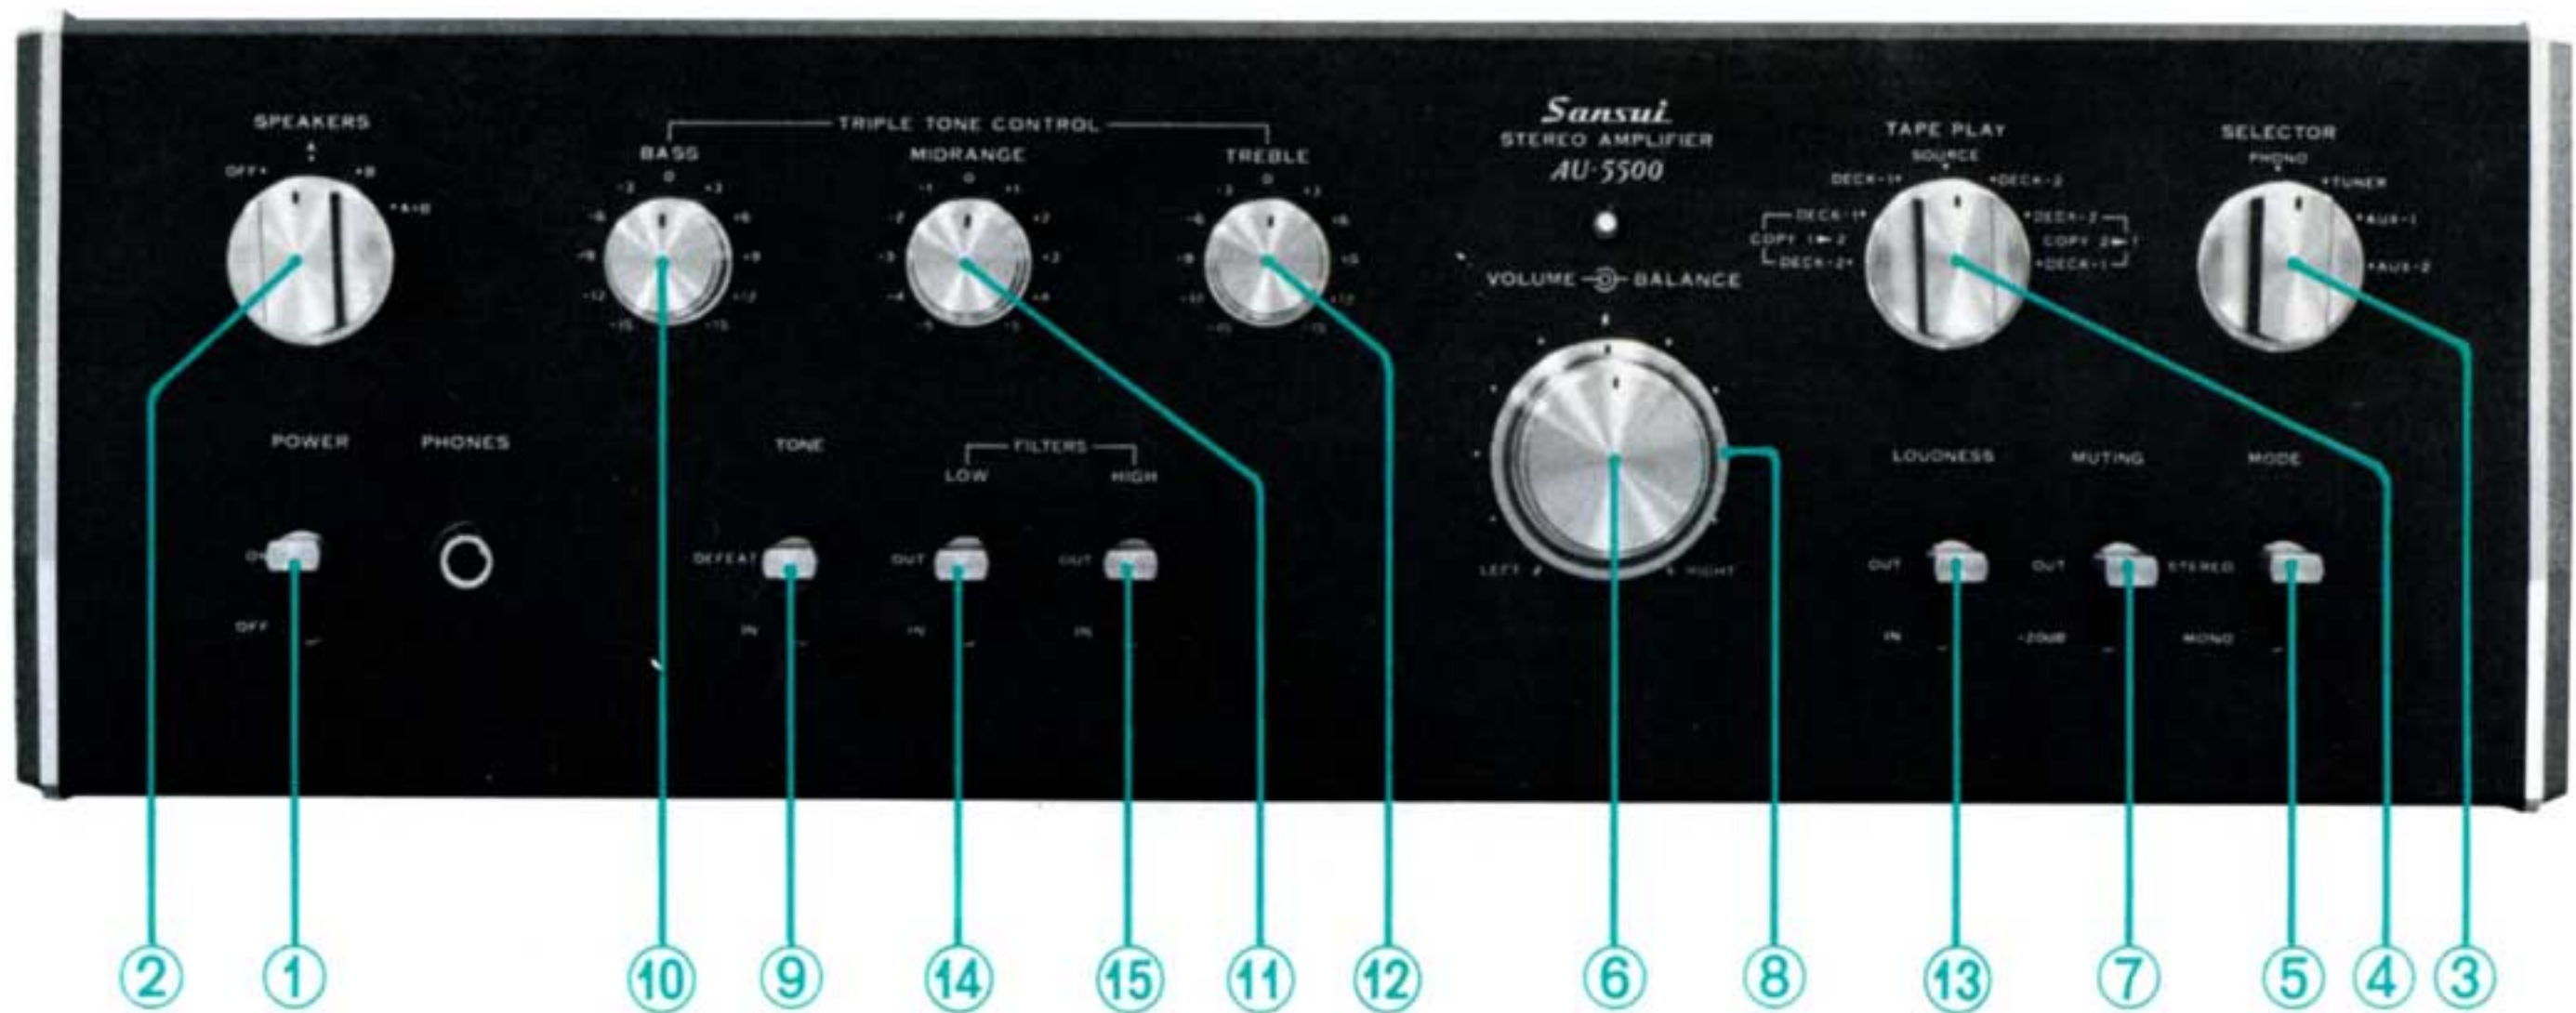 Sansui
SPEAKERS
TRIPLE TONE CONTROL
STEREO AMPLIFIER
TAPE PLAY
SELECTOR
BASS
MIDRANGE
TREBLE
AU-5500
SOURCE
PHONO
OFF
A
B
A+B
0
0
0
DECK-1
DECK-2
TUNER
DECK-1
DECK-2
AUX-1
COPY 1►2
COPY 2►1
DECK-2
DECK-1
AUX-2
VOLUME
BALANCE
POWER
PHONES
TONE
FILTERS
LOW
HIGH
LOUDNESS
MUTING
MODE
ON
DEFEAT
OUT
OUT
LEFT
RIGHT
OUT
OUT
STEREO
OFF
IN
IN
IN
IN
-20dB
MONO
2
1
10
9
14
15
11
12
6
8
13
7
5
4
3